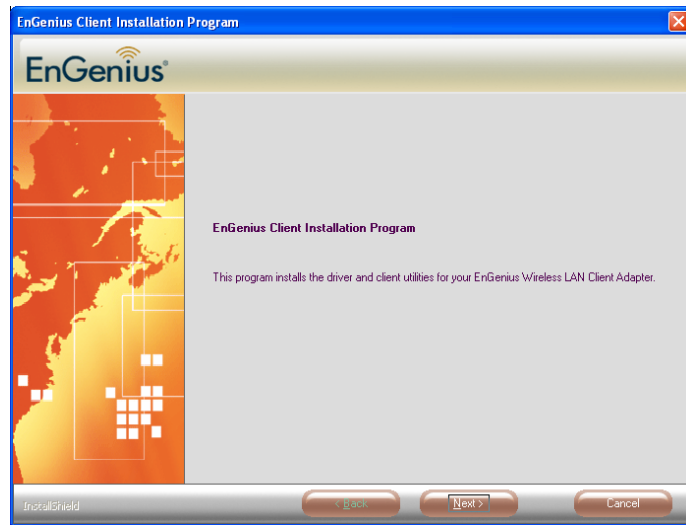 EnGenius Client Installation Program
EnGenius®
EnGenius Client Installation Program
This program installs the driver and client utilities for your EnGenius Wireless LAN Client Adapter.
InstallShield
< Back
Next >
Cancel